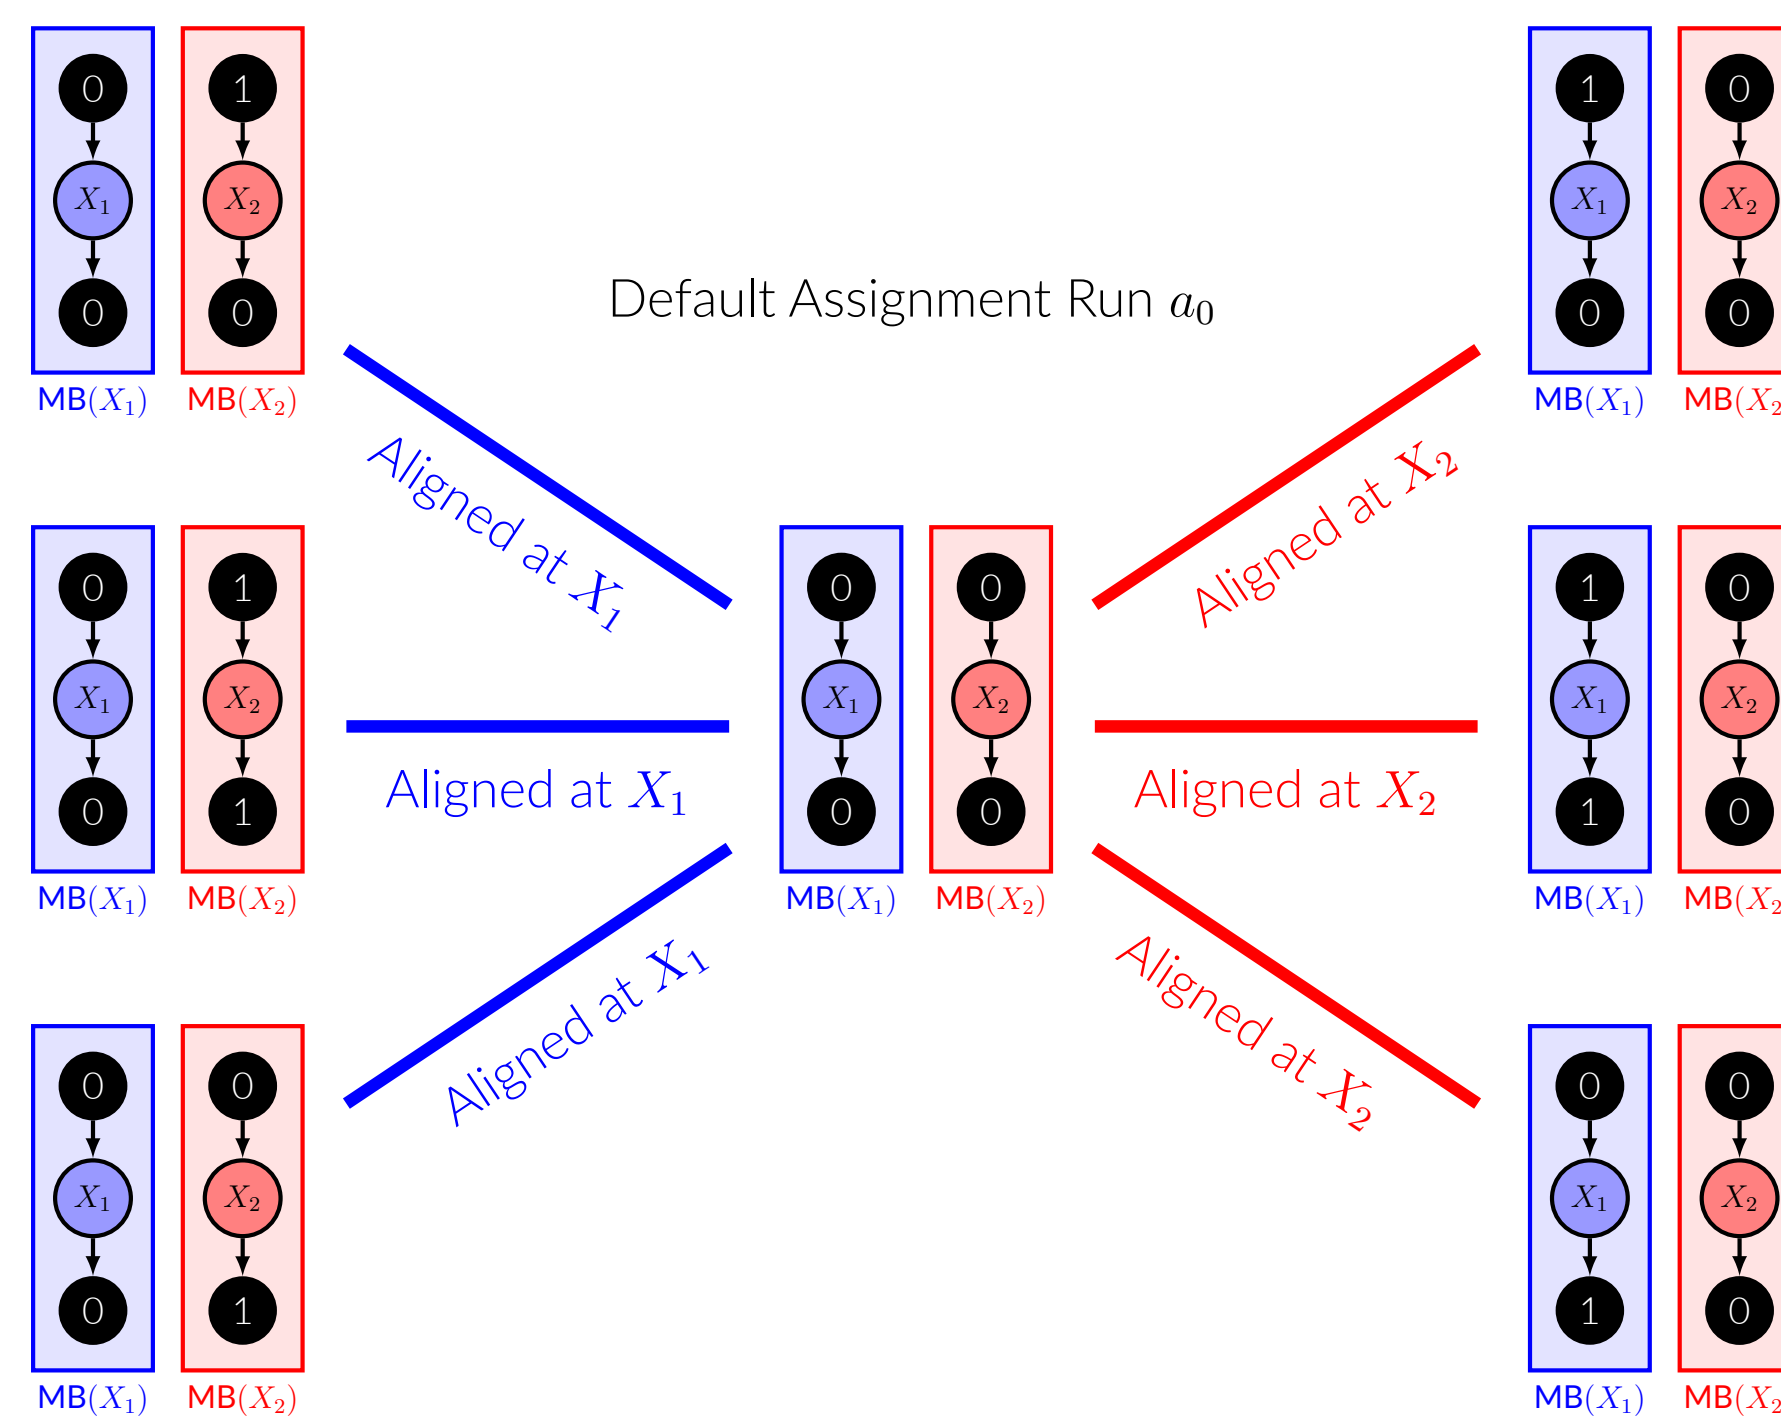 0 1 1 0
X₁ X₂ X₁ X₂
0 0 0 0
Default Assignment Run a₀
MB(X₁) MB(X₂) MB(X₁) MB(X₂
Aligned at X₁ Aligned at X₂
0 1 0 0 1 0
X₁ X₂ X₁ X₂ X₁ X₂
0 1 0 0 1 0
Aligned at X₁ Aligned at X₂
MB(X₁) MB(X₂) MB(X₁) MB(X₂) MB(X₁) MB(X₂
Aligned at X₁ Aligned at X₂
0 0 0 0
X₁ X₂ X₁ X₂
0 1 1 0
MB(X₁) MB(X₂) MB(X₁) MB(X₂